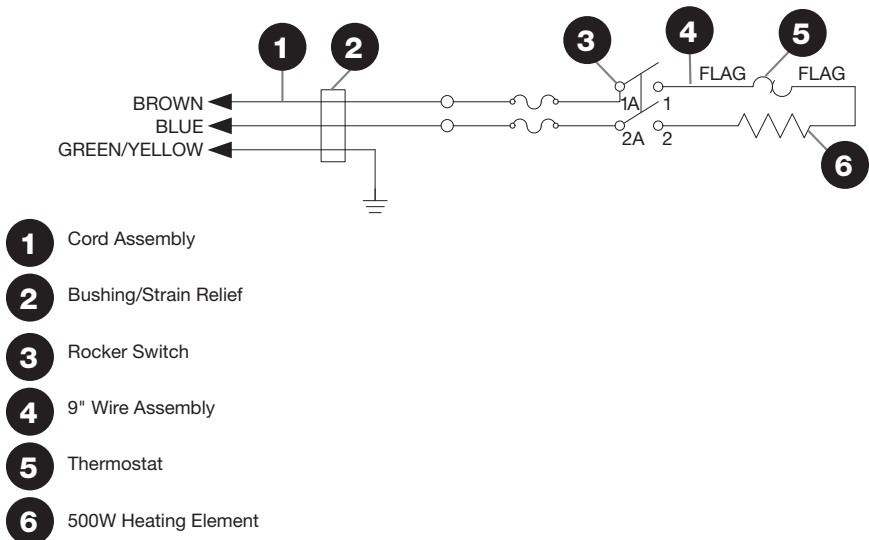 1 2 3 4 5
FLAG FLAG
BROWN 1A 1
BLUE 2A 2
GREEN/YELLOW
6
1 Cord Assembly
2 Bushing/Strain Relief
3 Rocker Switch
4 9" Wire Assembly
5 Thermostat
6 500W Heating Element